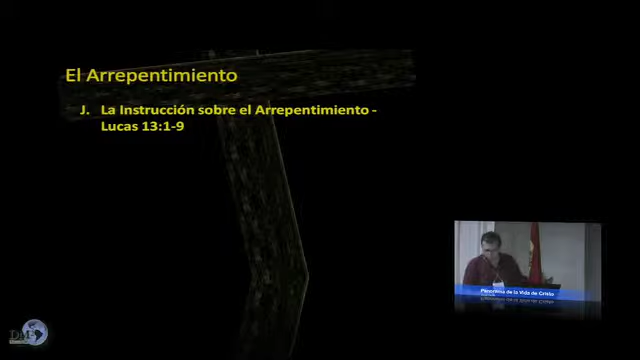 El Arrepentimiento
J. La Instrucción sobre el Arrepentimiento -
Lucas 13:1-9
Panorama de la Vida de Cristo